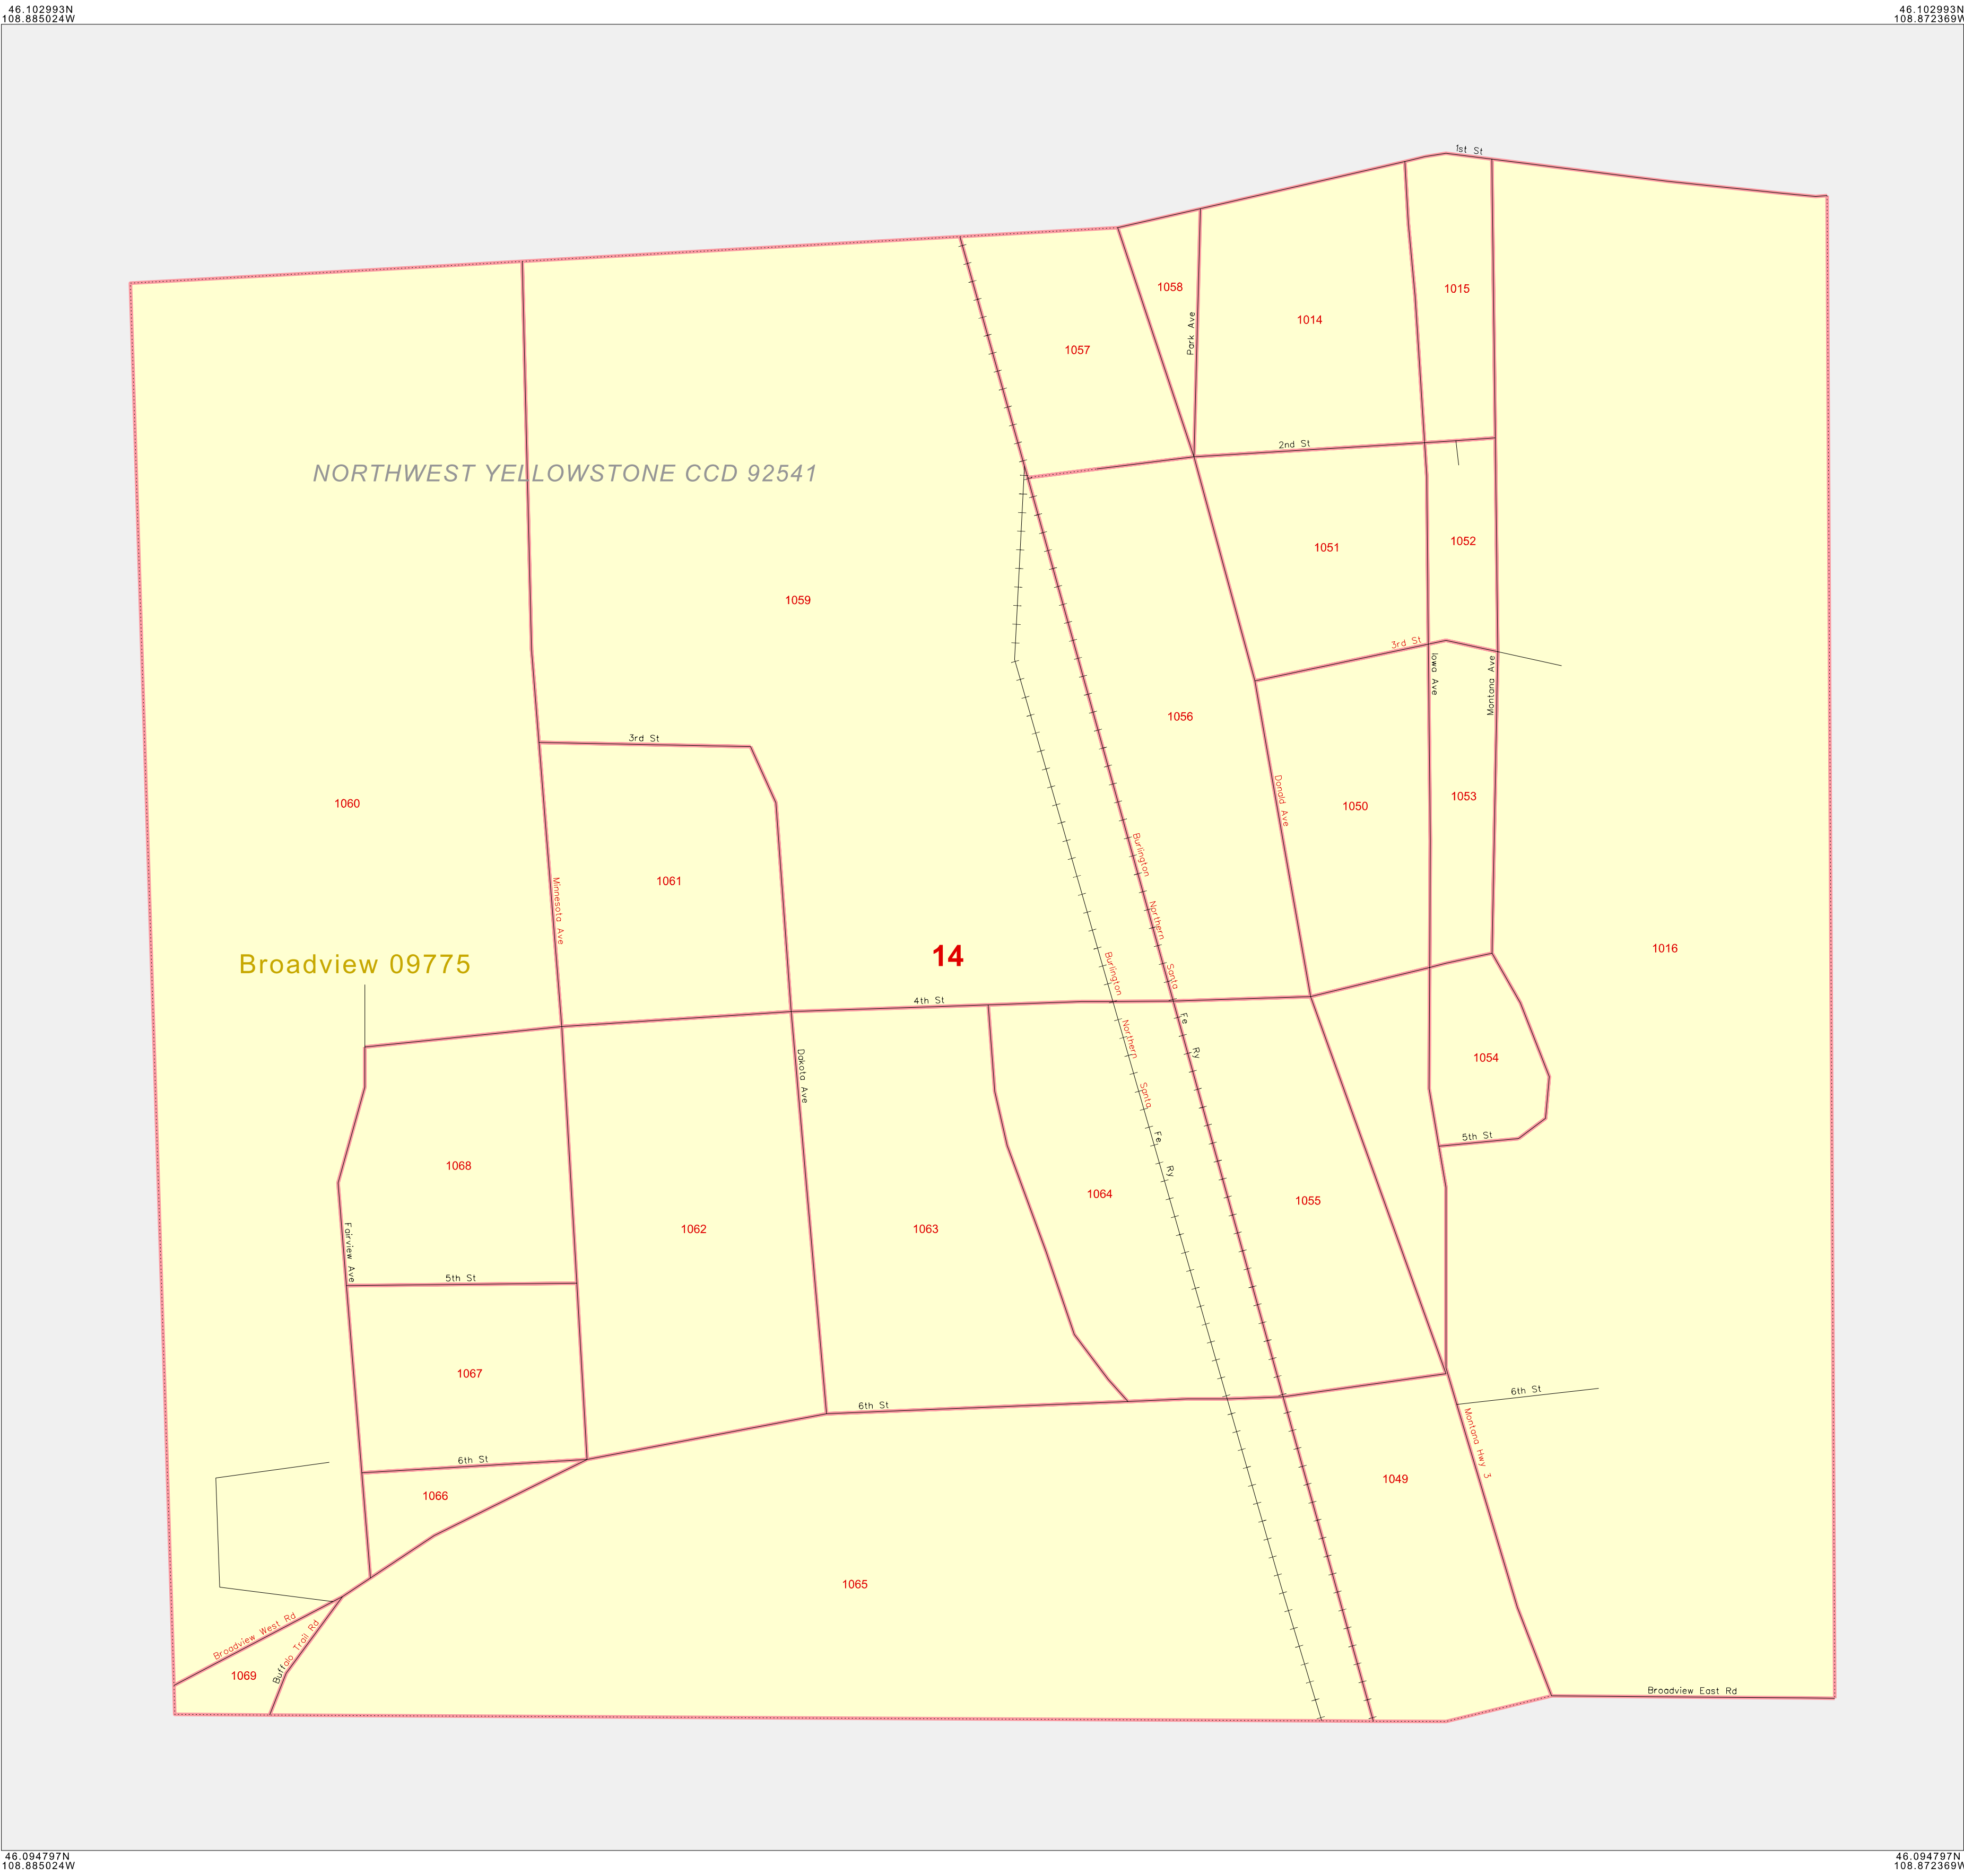 46.102993N
108.885024W
46.102993N
108.872369W
1st St
1058
1015
1014
Park Ave
1057
2nd St
NORTHWEST YELLOWSTONE CCD 92541
1052
1051
1059
3rd St
Iowa Ave
Montana Ave
1056
3rd St
1053
1060
1050
Donald Ave
Burlington Northern Santa Fe Ry
1061
Minnesota Ave
1016
14
Broadview 09775
Burlington Northern Santa Fe Ry
4th St
1054
Dakota Ave
5th St
1068
1064
1055
1062
1063
Fairview Ave
5th St
1067
6th St
6th St
Montana Hwy 3
6th St
1049
1066
1065
Broadview West Rd
Buffalo Trail Rd
1069
Broadview East Rd
46.094797N
108.885024W
46.094797N
108.872369W